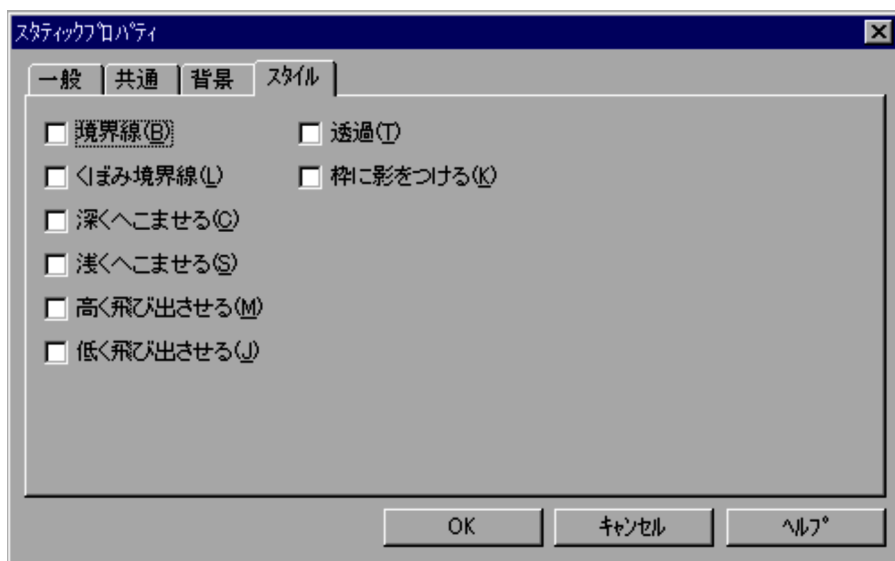 ｽﾀﾃｨｯｸﾌﾟﾛﾊﾟﾃｨ
一般 共通 背景 ｽﾀｲﾙ
境界線(B) 透過(T)
くぼみ境界線(L) 枠に影をつける(K)
深くへこませる(C)
浅くへこませる(S)
高く飛び出させる(M)
低く飛び出させる(J)
OK ｷｬﾝｾﾙ ﾍﾙﾌﾟ